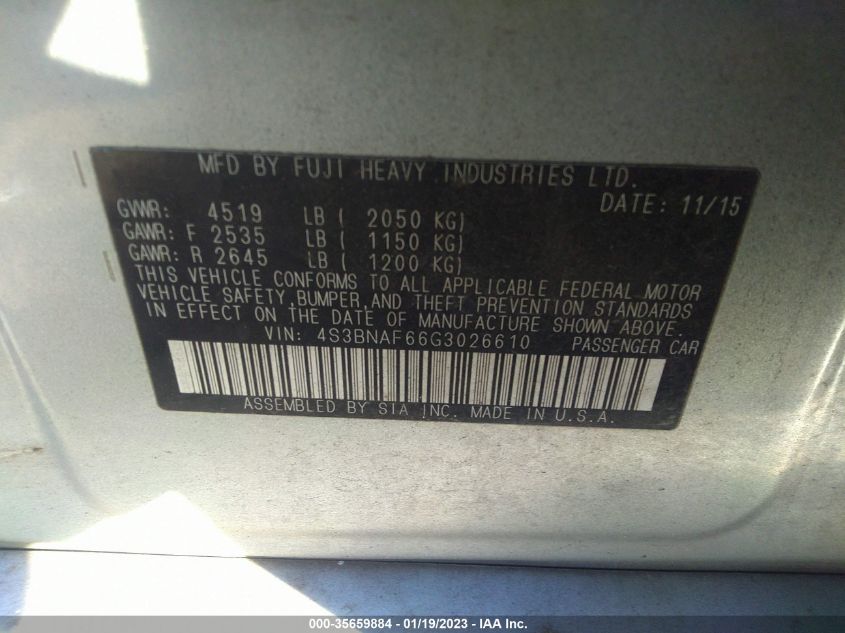 MFD BY FUJI HEAVY INDUSTRIES LTD.
DATE: 11/15
GVWR: 4519 LB ( 2050 KG)
GAWR: F 2535 LB ( 1150 KG)
GAWR: R 2645 LB ( 1200 KG)
THIS VEHICLE CONFORMS TO ALL APPLICABLE FEDERAL MOTOR
VEHICLE SAFETY, BUMPER, AND THEFT PREVENTION STANDARDS
IN EFFECT ON THE DATE OF MANUFACTURE SHOWN ABOVE.
VIN: 4S3BNAF66G3026610 PASSENGER CAR
ASSEMBLED BY SIA INC. MADE IN U.S.A.
000-35659884 - 01/19/2023 - IAA Inc.